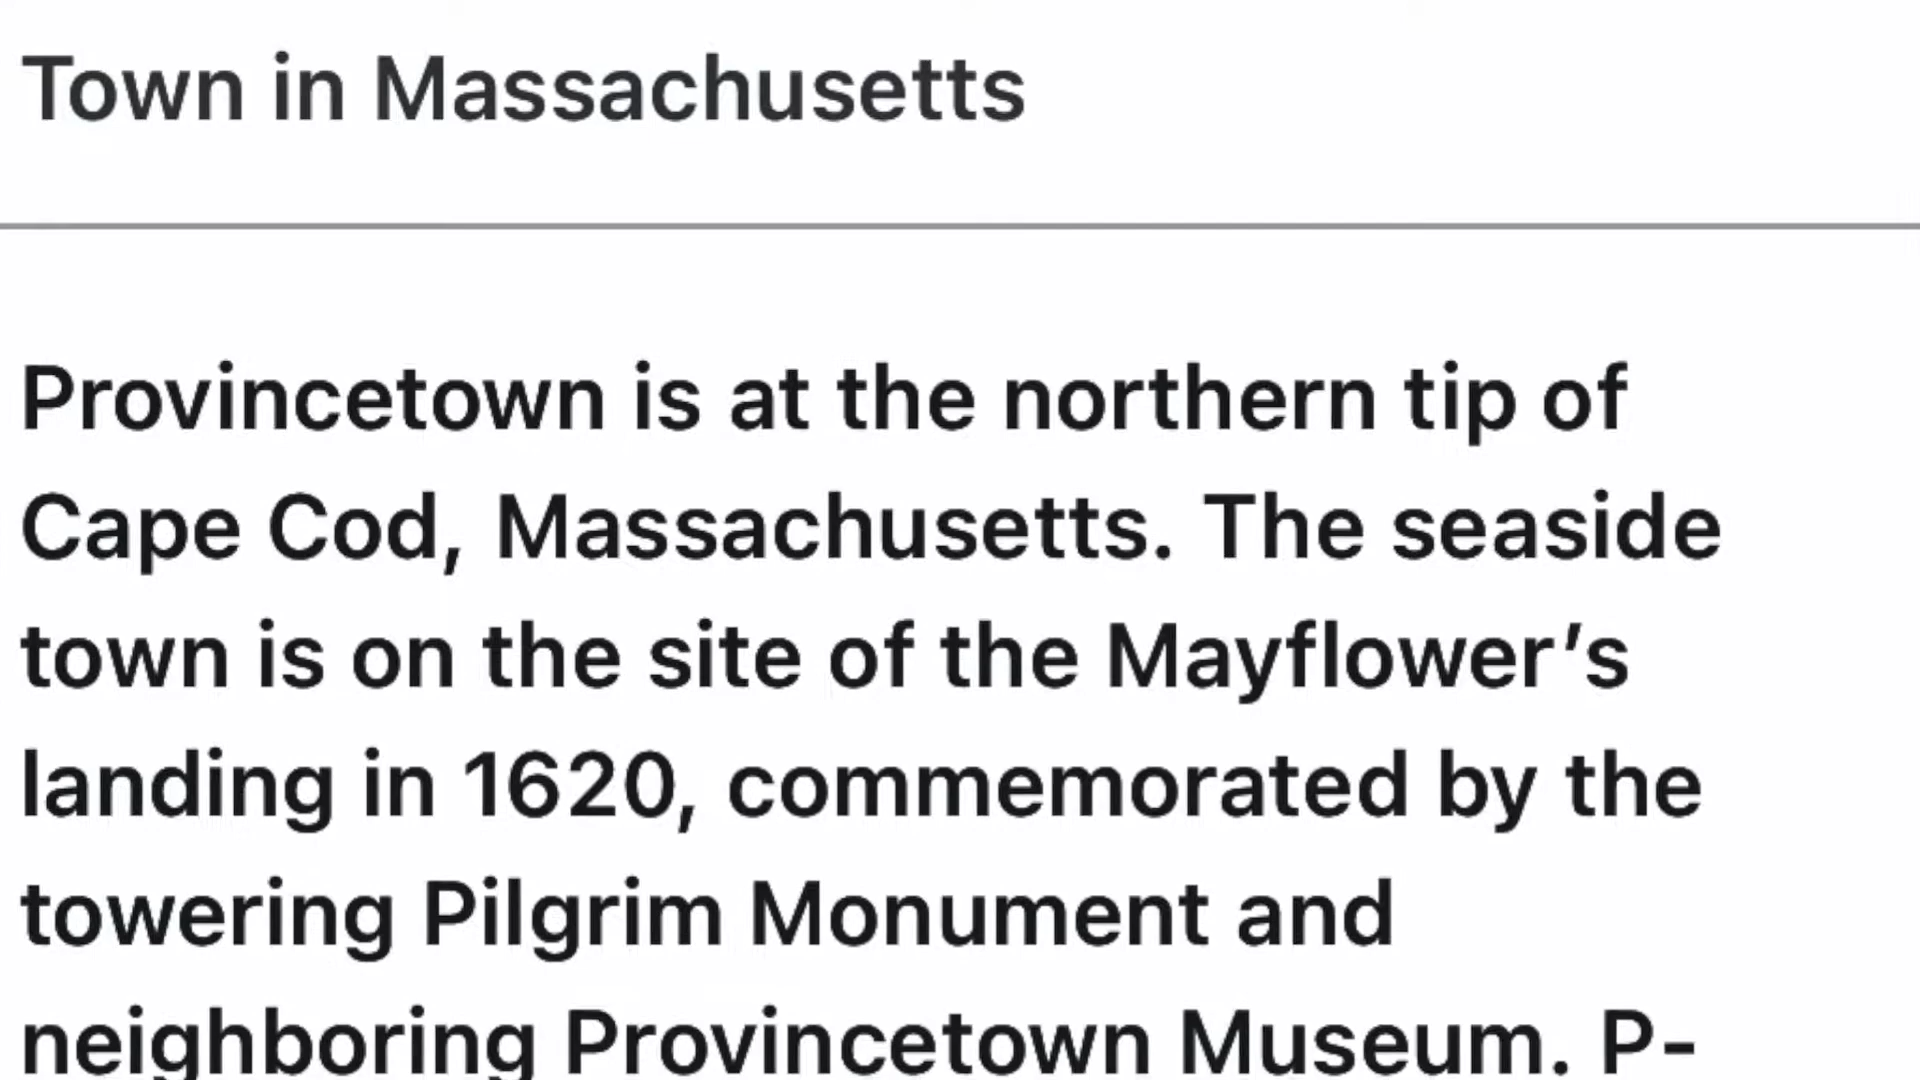 Town in Massachusetts
Provincetown is at the northern tip of
Cape Cod, Massachusetts. The seaside
town is on the site of the Mayflower’s
landing in 1620, commemorated by the
towering Pilgrim Monument and
neighboring Provincetown Museum. P-